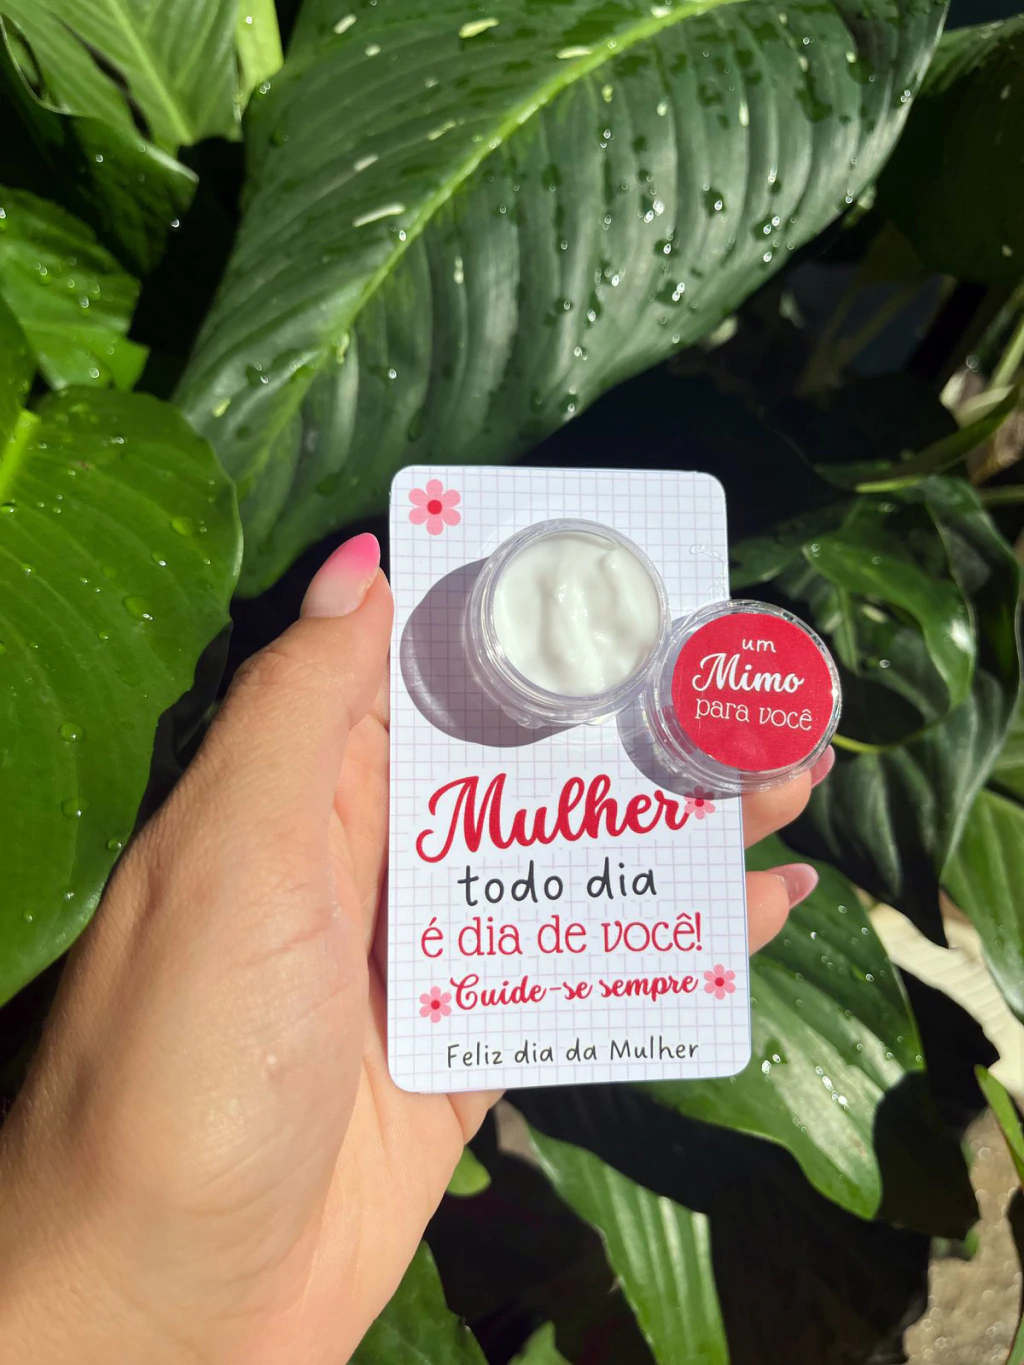 um
Mimo
para você
Mulher
todo dia
é dia de você!
Cuide-se sempre
Feliz dia da Mulher